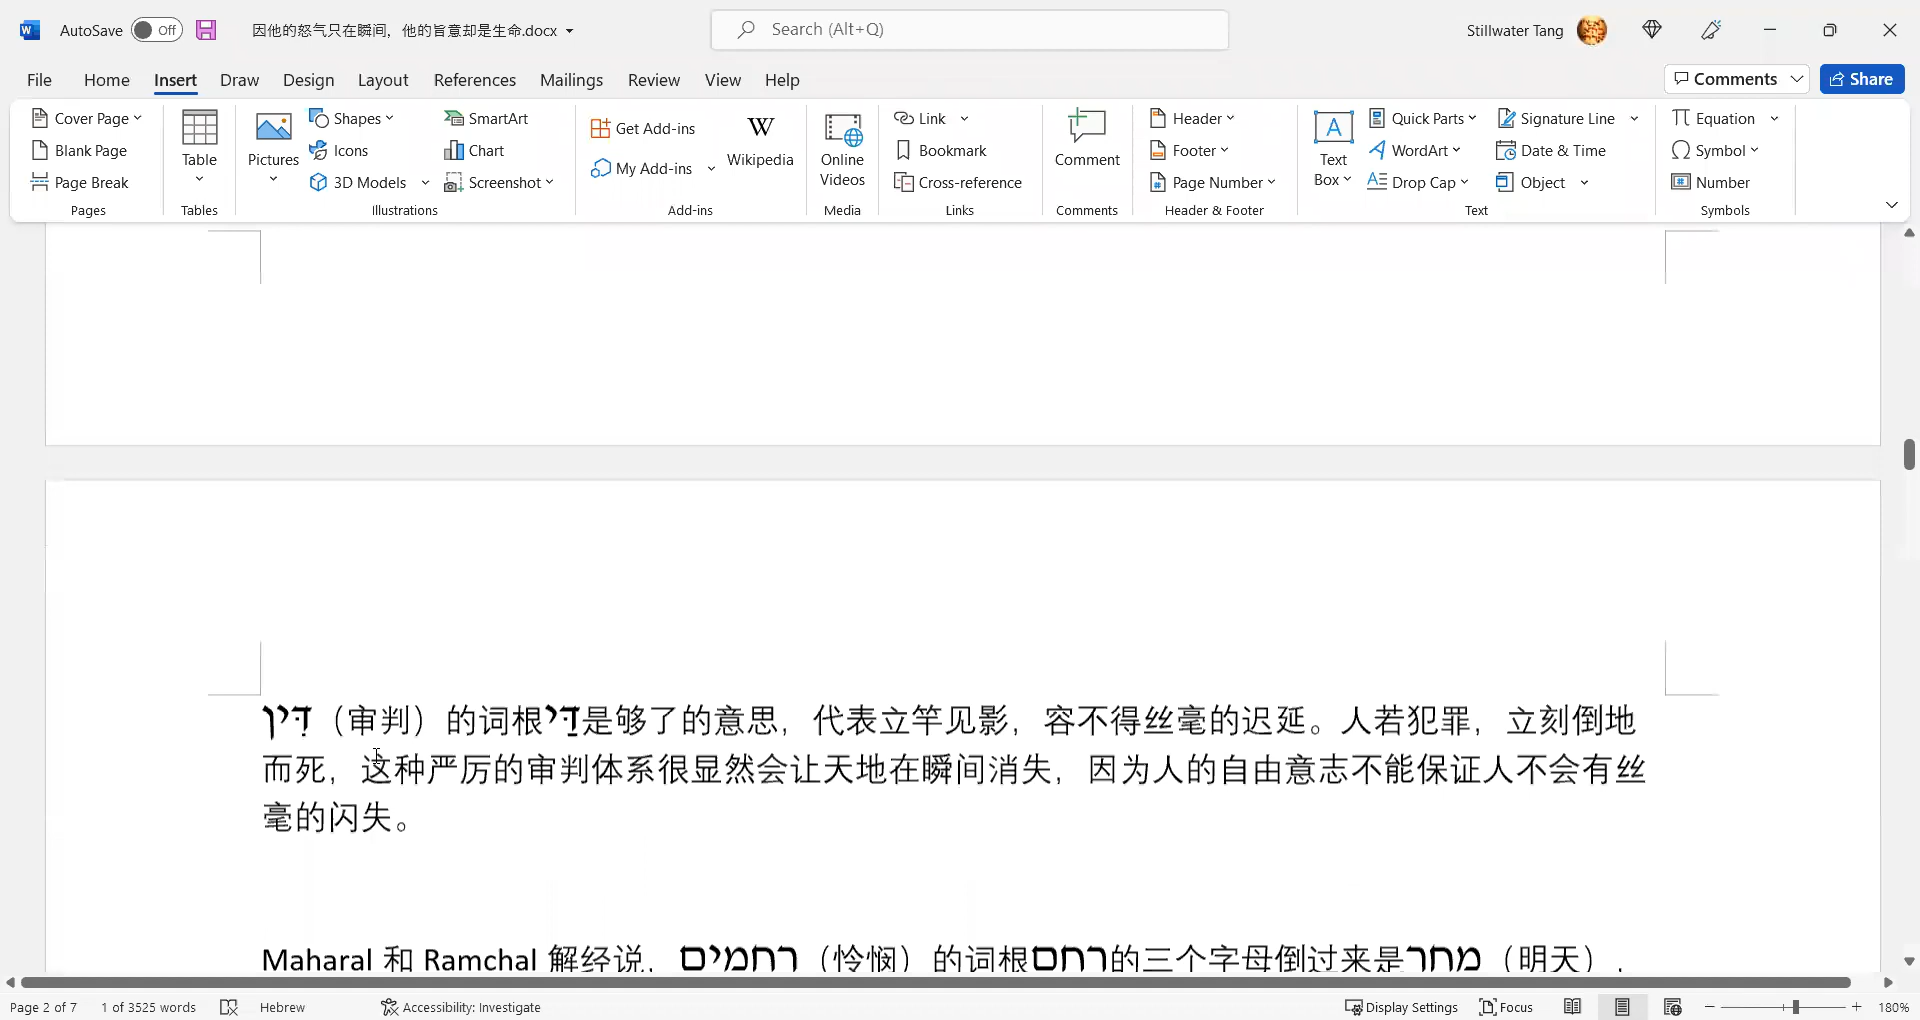 AutoSave Off 因他的怒气只在瞬间，他的旨意却是生命.docx Search (Alt+Q) Stillwater Tang
File Home Insert Draw Design Layout References Mailings Review View Help Comments Share
Cover Page
Blank Page
Page Break
Pages
Table
Tables
Pictures
Shapes
Icons
3D Models
SmartArt
Chart
Screenshot
Illustrations
Get Add-ins
My Add-ins
W
Wikipedia
Add-ins
Online
Videos
Media
Link
Bookmark
Cross-reference
Links
Comment
Comments
Header
Footer
Page Number
Header & Footer
Text
Box
Quick Parts
WordArt
Drop Cap
Signature Line
Date & Time
Object
Text
Equation
Symbol
Number
Symbols
דִּין（审判）的词根דַּי是够了的意思，代表立竿见影，容不得丝毫的迟延。人若犯罪，立刻倒地
而死，这种严厉的审判体系很显然会让天地在瞬间消失，因为人的自由意志不能保证人不会有丝
毫的闪失。
Maharal 和 Ramchal 解经说，רחמים（怜悯）的词根רחם的三个字母倒过来是מחר（明天），
Page 2 of 7 1 of 3525 words Hebrew Accessibility: Investigate Display Settings Focus 180%